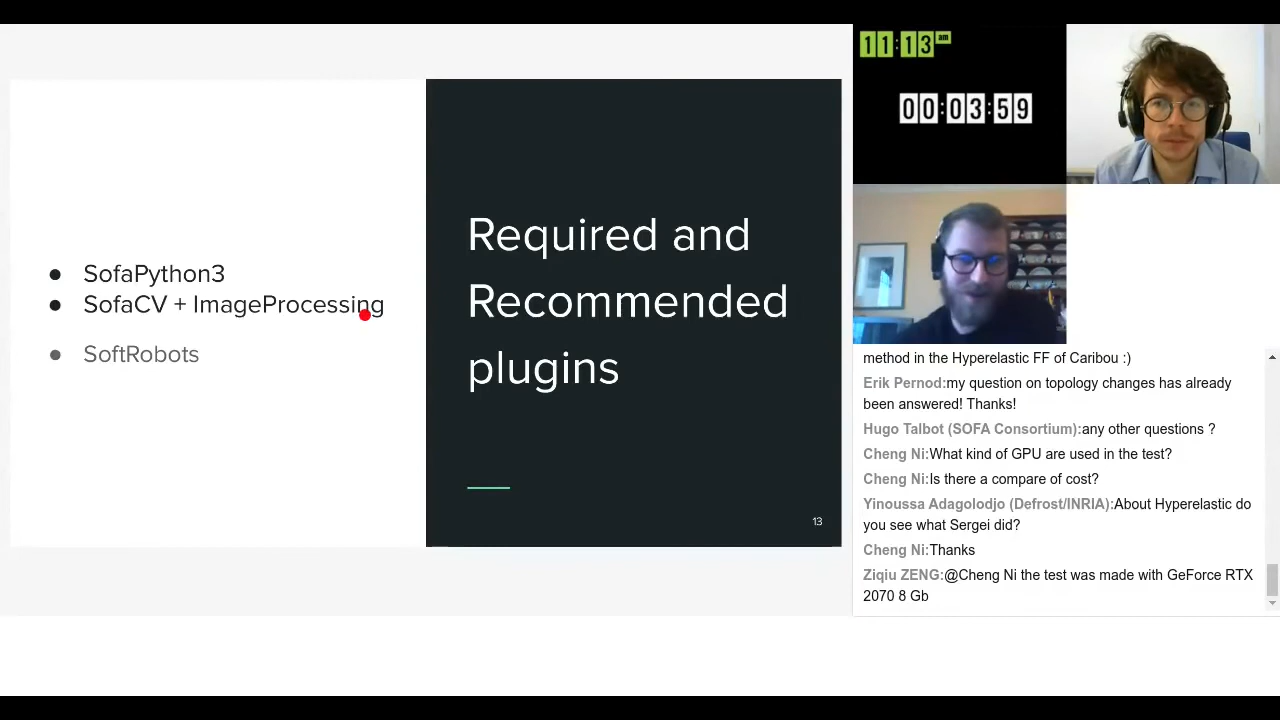 SofaPython3
SofaCV + ImageProcessing
SoftRobots
Required and
Recommended
plugins
13
11:13 am
00:03:59
method in the Hyperelastic FF of Caribou :)
Erik Pernod:my question on topology changes has already
been answered! Thanks!
Hugo Talbot (SOFA Consortium):any other questions ?
Cheng Ni:What kind of GPU are used in the test?
Cheng Ni:Is there a compare of cost?
Yinoussa Adagolodjo (Defrost/INRIA):About Hyperelastic do
you see what Sergei did?
Cheng Ni:Thanks
Ziqiu ZENG:@Cheng Ni the test was made with GeForce RTX
2070 8 Gb